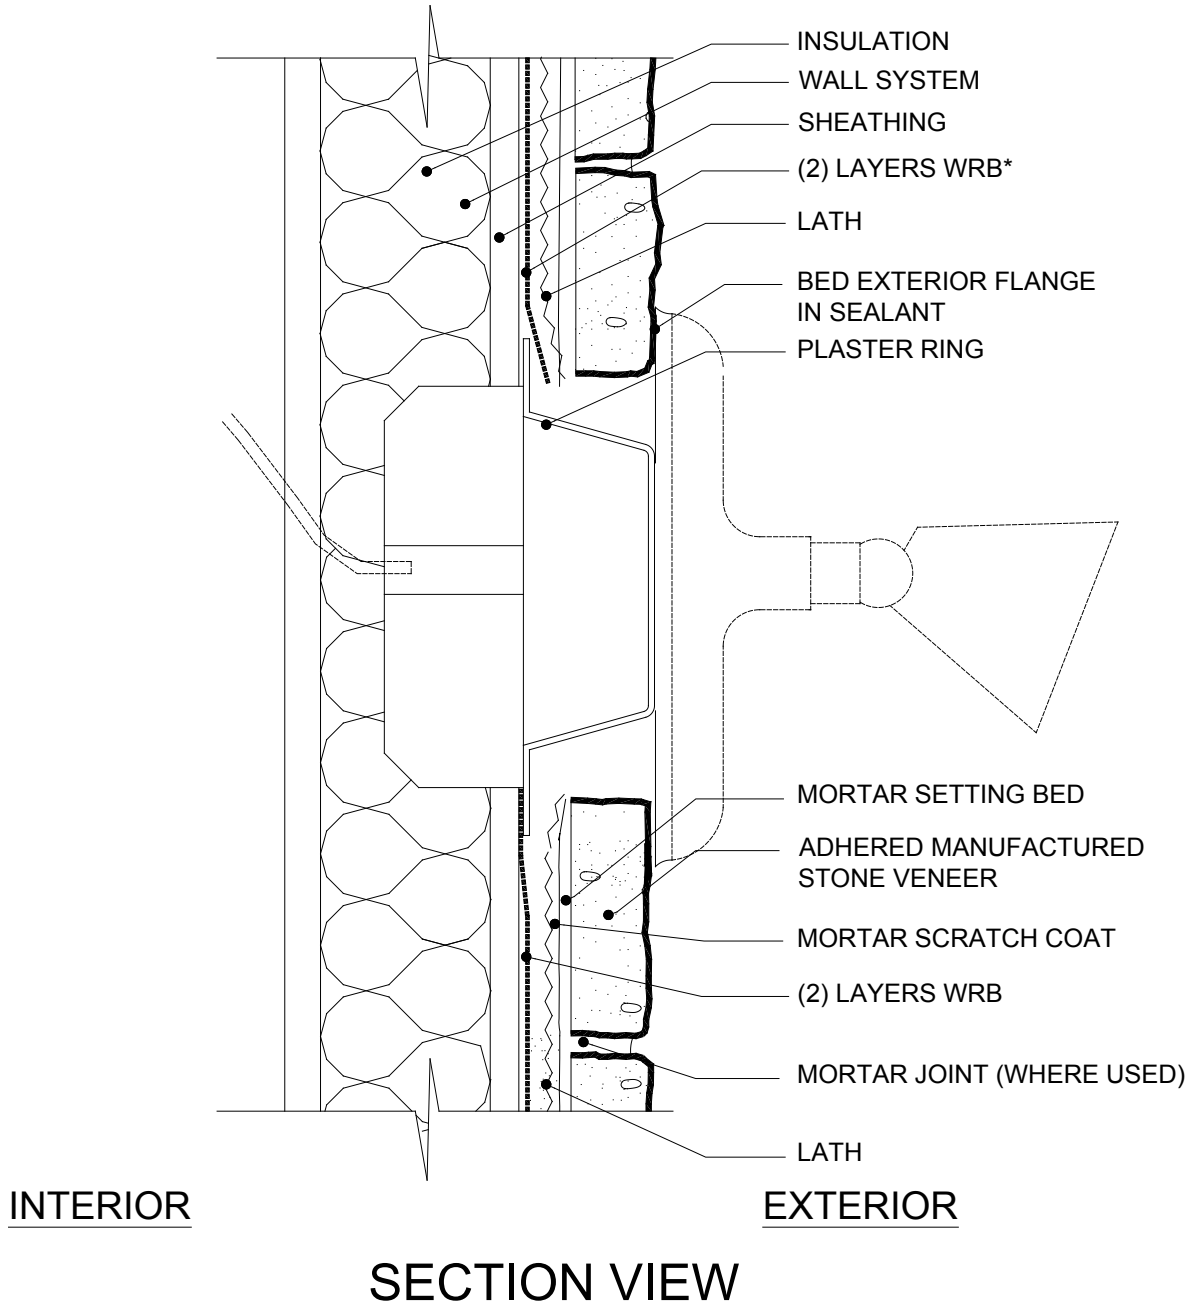 INSULATION
WALL SYSTEM
SHEATHING
(2) LAYERS WRB*
LATH
BED EXTERIOR FLANGE
IN SEALANT
PLASTER RING
MORTAR SETTING BED
ADHERED MANUFACTURED
STONE VENEER
MORTAR SCRATCH COAT
(2) LAYERS WRB
MORTAR JOINT (WHERE USED)
LATH
INTERIOR
EXTERIOR
SECTION VIEW